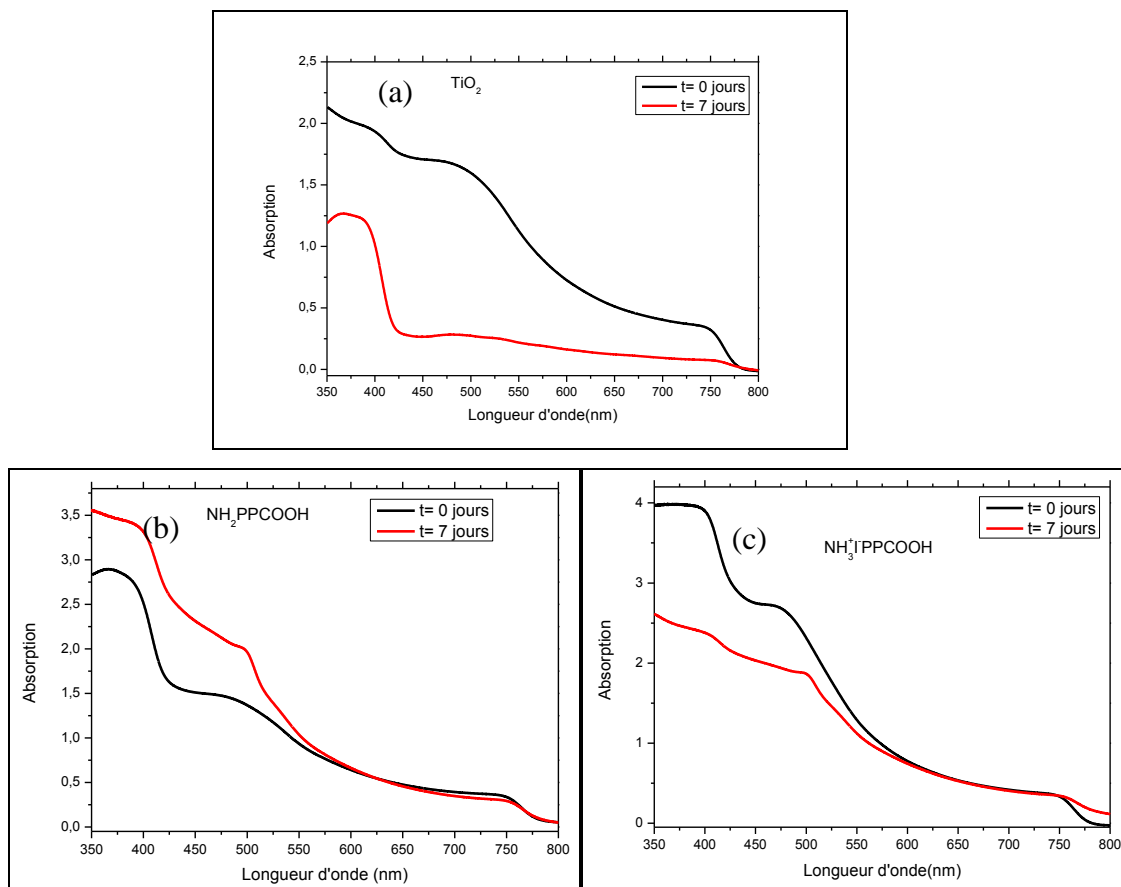 (a)
TiO₂
t= 0 jours
t= 7 jours
2,5
2,0
1,5
1,0
0,5
0,0
Absorption
350 400 450 500 550 600 650 700 750 800
Longueur d'onde(nm)
(b)
NH₂PPCOOH
t= 0 jours
t= 7 jours
3,5
3,0
2,5
2,0
1,5
1,0
0,5
0,0
Absorption
350 400 450 500 550 600 650 700 750 800
Longueur d'onde (nm)
(c)
NH₃⁺I⁻PPCOOH
t= 0 jours
t= 7 jours
4
3
2
1
0
Absorption
350 400 450 500 550 600 650 700 750 800
Longueur d'onde(nm)